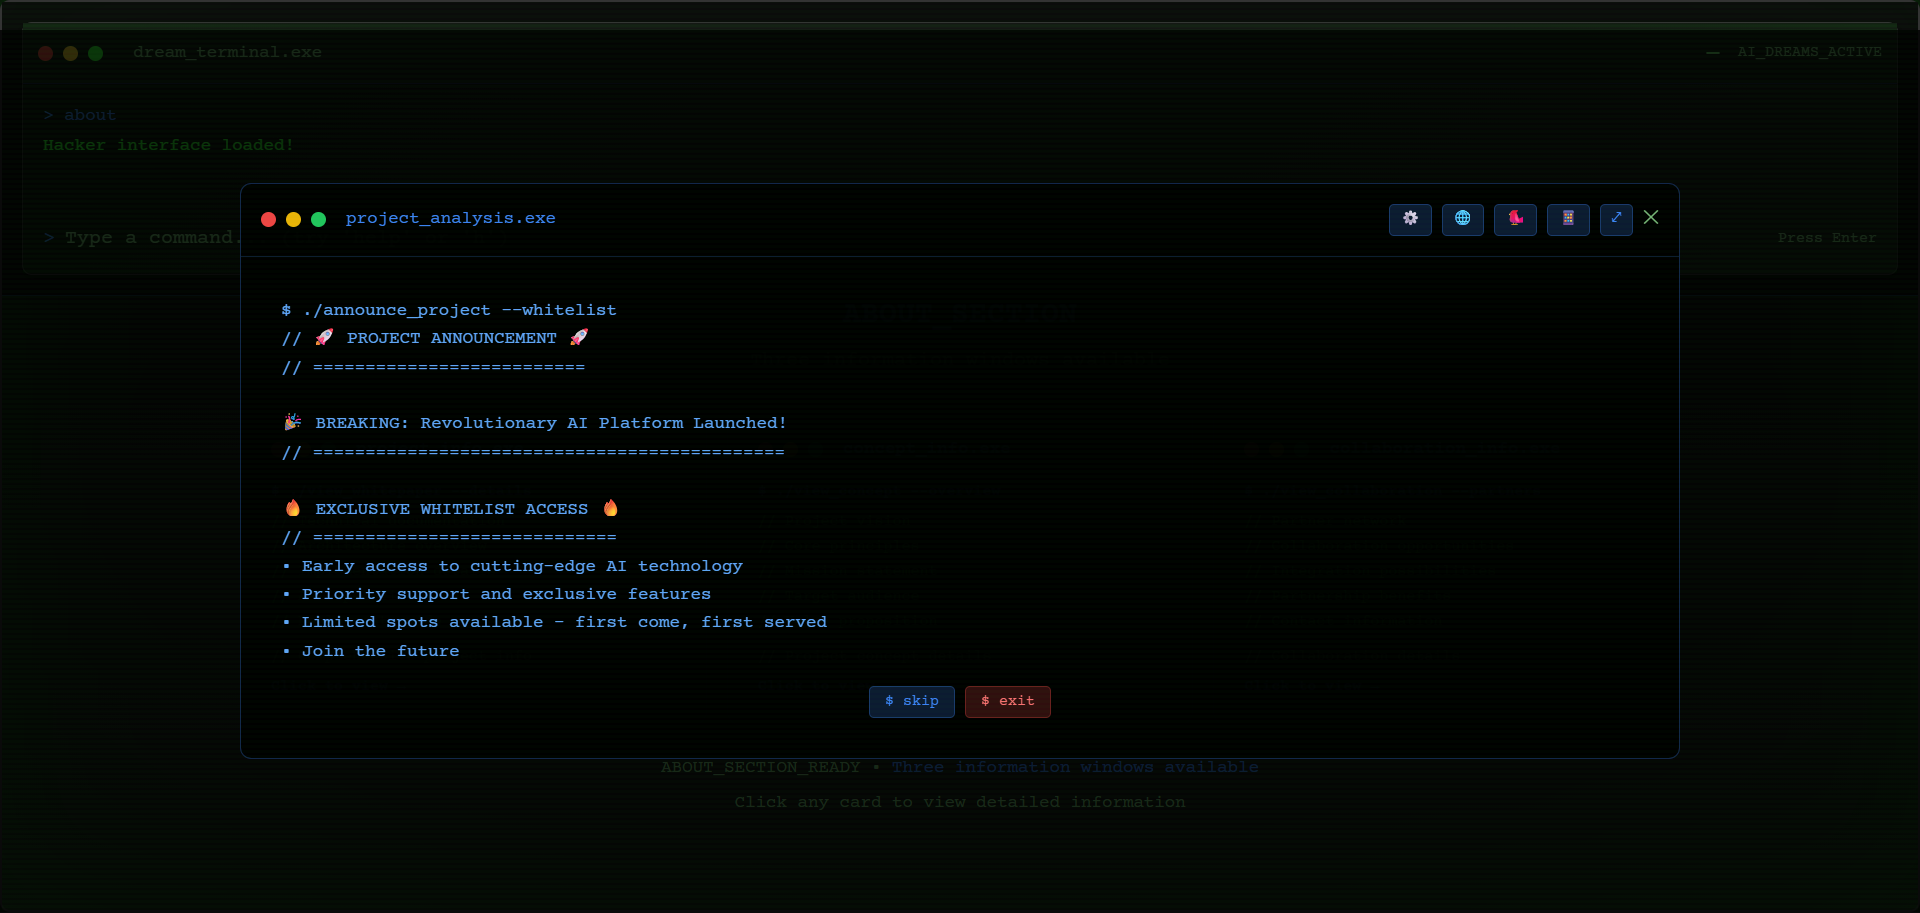 dream_terminal.exe
— AI_DREAMS_ACTIVE
> about
Hacker interface loaded!
project_analysis.exe
> Type a command.
Press Enter
$ ./announce_project --whitelist
// 🚀 PROJECT ANNOUNCEMENT 🚀
// ==========================
🎉 BREAKING: Revolutionary AI Platform Launched!
// =============================================
🔥 EXCLUSIVE WHITELIST ACCESS 🔥
// =============================
▪ Early access to cutting-edge AI technology
▪ Priority support and exclusive features
▪ Limited spots available - first come, first served
▪ Join the future
$ skip
$ exit
ABOUT_SECTION_READY • Three information windows available
Click any card to view detailed information